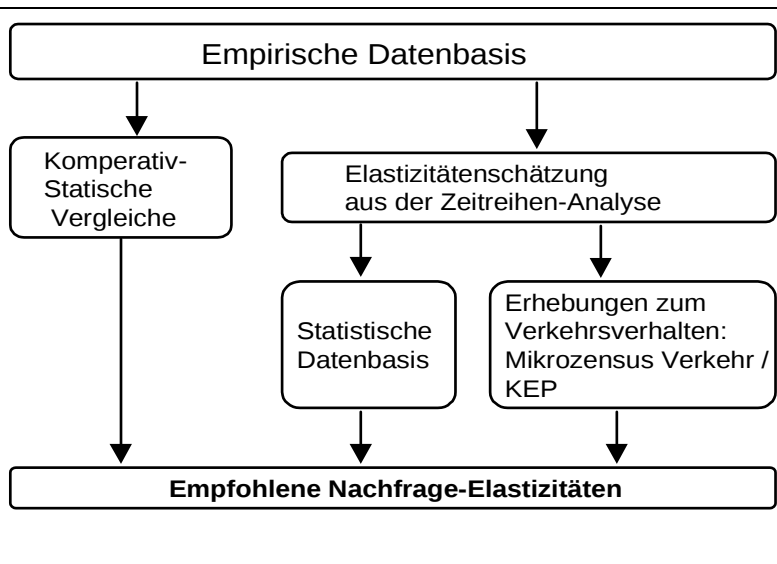 Empirische Datenbasis
Komperativ-
Statische
Vergleiche
Elastizitätenschätzung
aus der Zeitreihen-Analyse
Statistische
Datenbasis
Erhebungen zum
Verkehrsverhalten:
Mikrozensus Verkehr /
KEP
Empfohlene Nachfrage-Elastizitäten